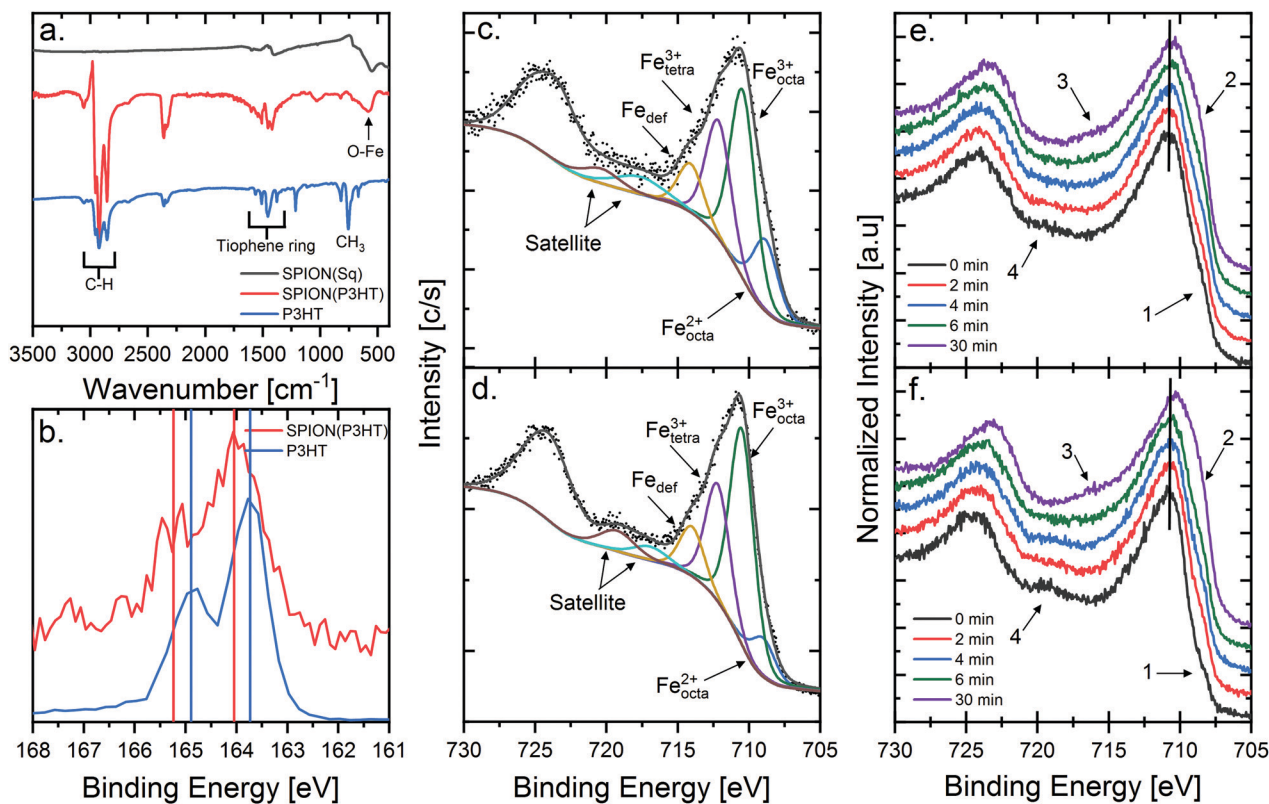 a.
O-Fe
Tiophene ring
CH3
C-H
SPION(Sq)
SPION(P3HT)
P3HT
3500 3000 2500 2000 1500 1000 500
Wavenumber [cm-1]
b.
SPION(P3HT)
P3HT
168 167 166 165 164 163 162 161
Binding Energy [eV]
Intensity [c/s]
c.
Fe3+octa
Fe3+tetra
Fedef
Satellite
Fe2+octa
d.
Fe3+octa
Fe3+tetra
Fedef
Satellite
Fe2+octa
730 725 720 715 710 705
Binding Energy [eV]
Normalized Intensity [a.u]
e.
3
2
4
1
0 min
2 min
4 min
6 min
30 min
f.
3
2
4
1
0 min
2 min
4 min
6 min
30 min
730 725 720 715 710 705
Binding Energy [eV]